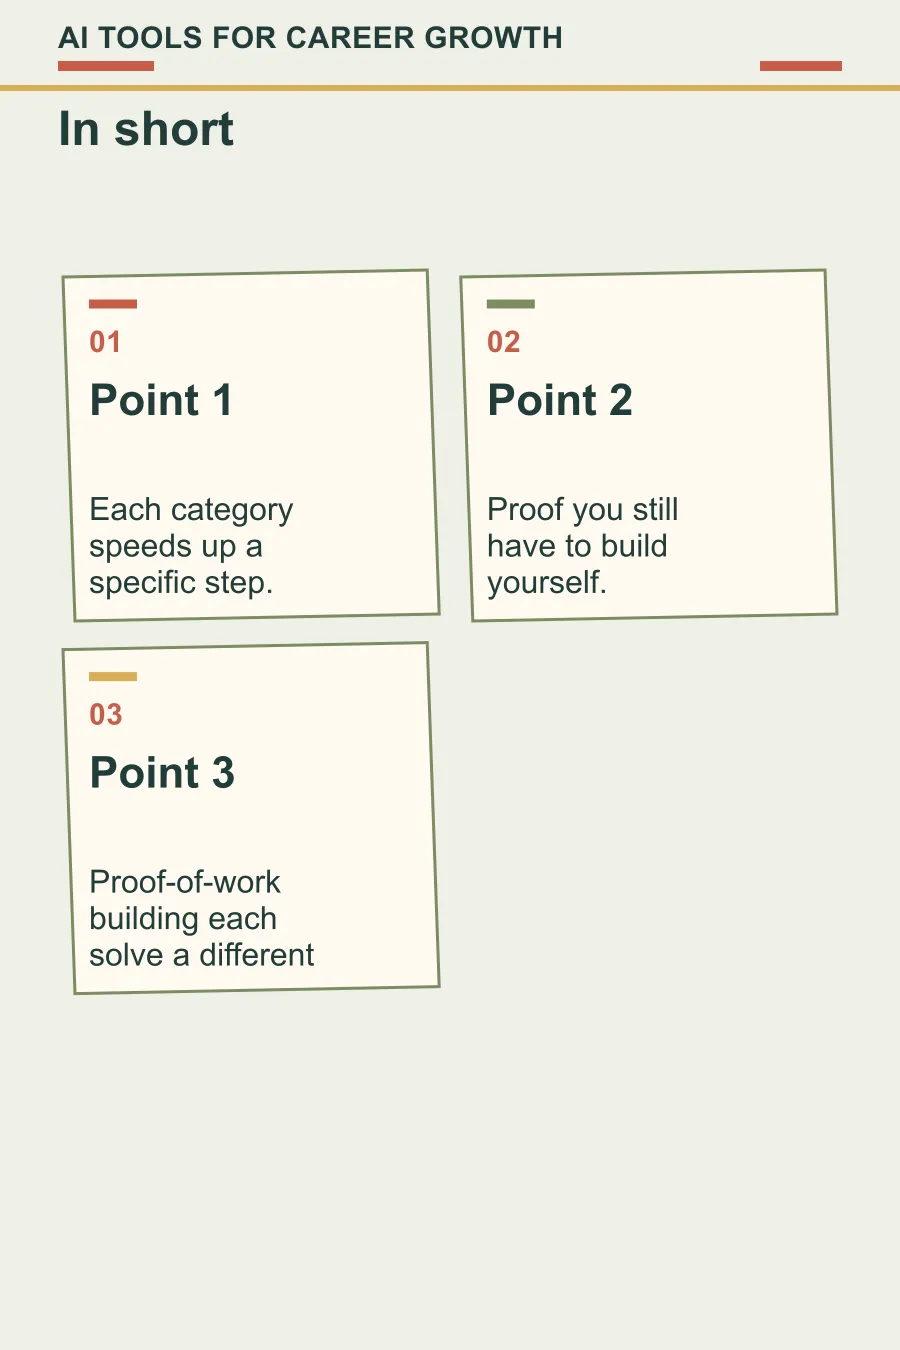 AI TOOLS FOR CAREER GROWTH
In short
01
Point 1
Each category
speeds up a
specific step.
02
Point 2
Proof you still
have to build
yourself.
03
Point 3
Proof-of-work
building each
solve a different